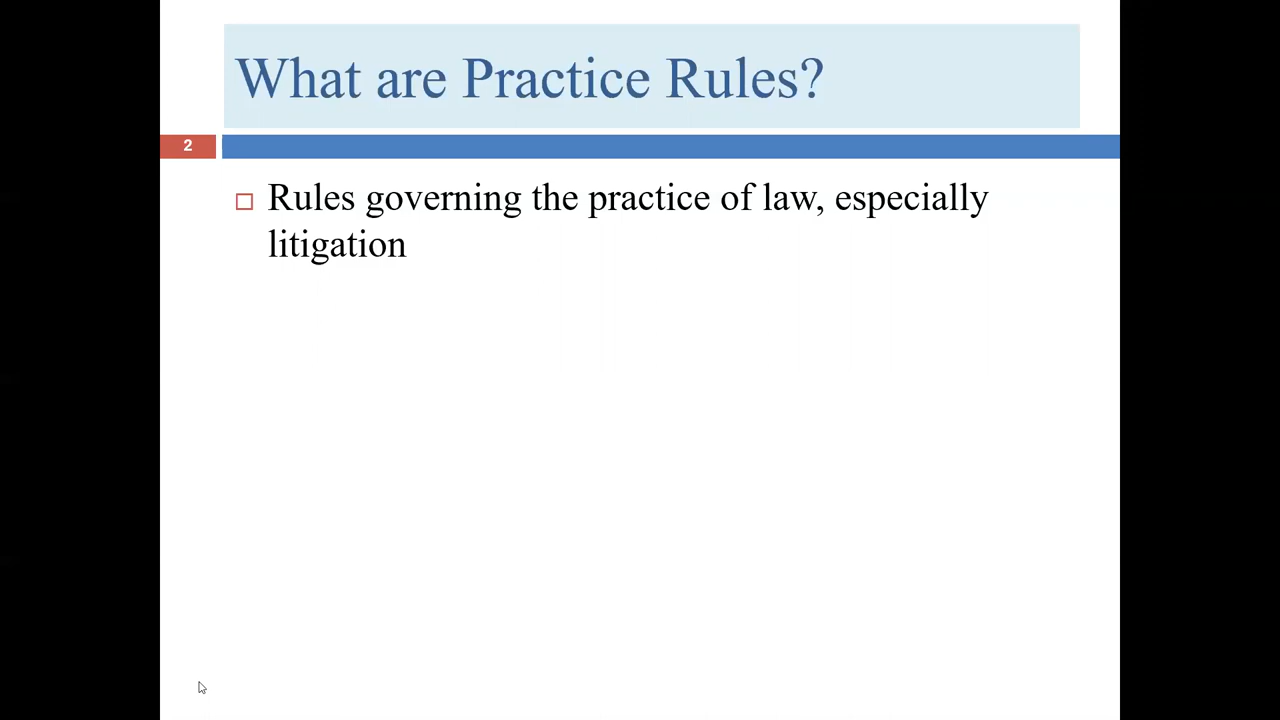 What are Practice Rules?
2
Rules governing the practice of law, especially
litigation